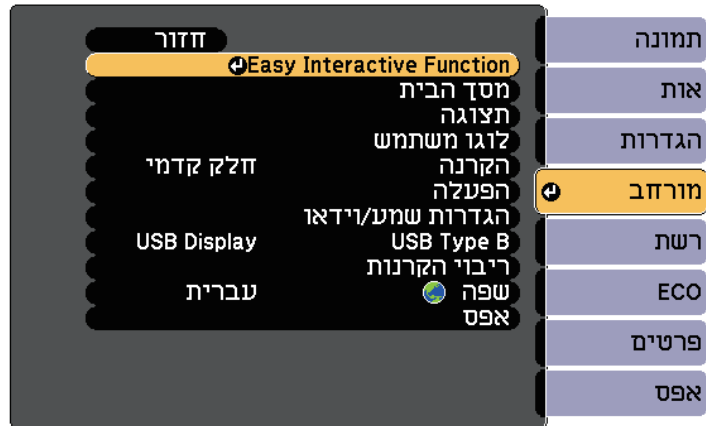 חזור
Easy Interactive Function
מסך הבית
תצוגה
לוגו משתמש
הקרנה חלק קדמי
הפעלה
הגדרות שמע/וידאו
USB Type B USB Display
ריבוי הקרנות
שפה עברית
אפס
תמונה
אות
הגדרות
מורחב
רשת
ECO
פרטים
אפס